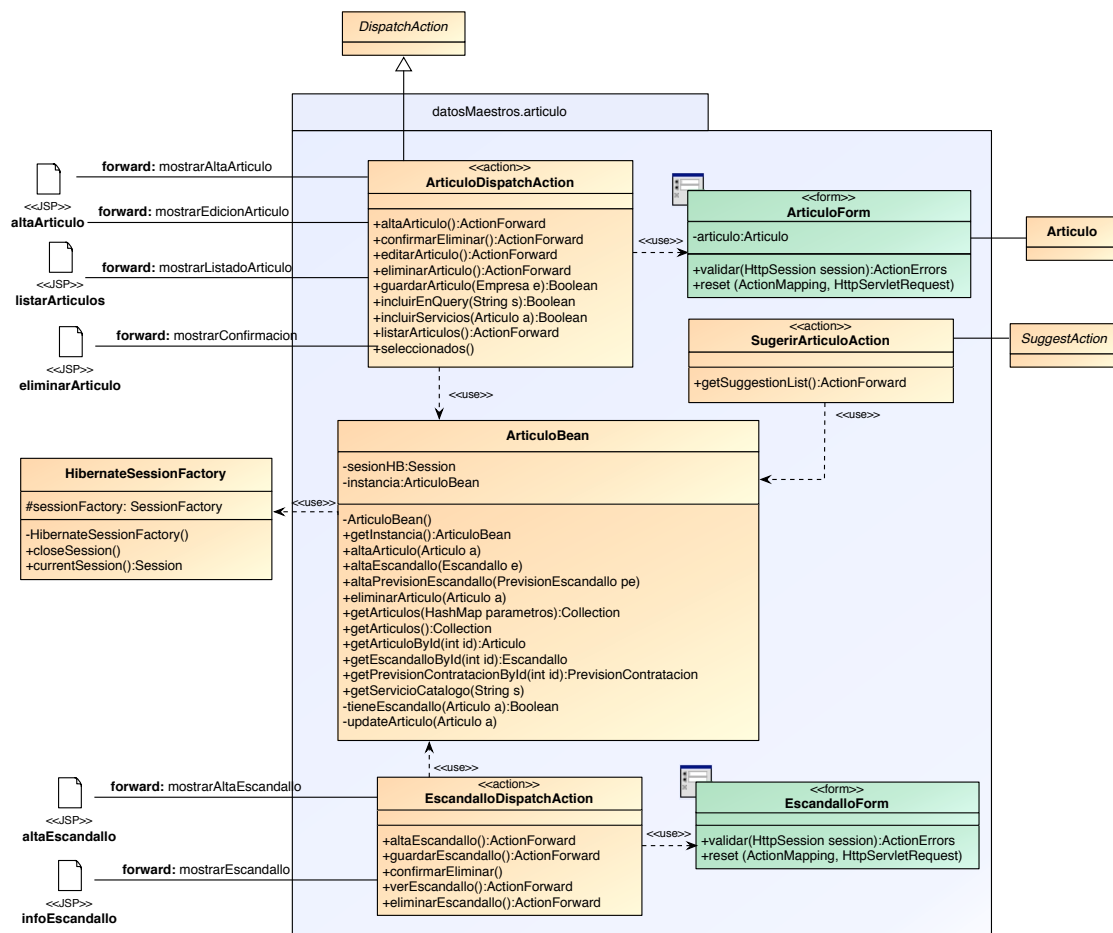 DispatchAction
datosMaestros.articulo
forward: mostrarAltaArticulo
<<JSP>>
altaArticulo
forward: mostrarEdicionArticulo
forward: mostrarListadoArticulo
<<JSP>>
listarArticulos
forward: mostrarConfirmacion
<<JSP>>
eliminarArticulo
<<action>>
ArticuloDispatchAction
+altaArticulo():ActionForward
+confirmarEliminar():ActionForward
+editarArticulo():ActionForward
+eliminarArticulo():ActionForward
+guardarArticulo(Empresa e):Boolean
+incluirEnQuery(String s):Boolean
+incluirServicios(Articulo a):Boolean
+listarArticulos():ActionForward
+seleccionados()
<<use>>
<<form>>
ArticuloForm
-articulo:Articulo
+validar(HttpSession session):ActionErrors
+reset (ActionMapping, HttpServletRequest)
Articulo
<<action>>
SugerirArticuloAction
+getSuggestionList():ActionForward
SuggestAction
<<use>>
<<use>>
ArticuloBean
-sesionHB:Session
-instancia:ArticuloBean
-ArticuloBean()
+getInstancia():ArticuloBean
+altaArticulo(Articulo a)
+altaEscandallo(Escandallo e)
+altaPrevisionEscandallo(PrevisionEscandallo pe)
+eliminarArticulo(Articulo a)
+getArticulos(HashMap parametros):Collection
+getArticulos():Collection
+getArticuloById(int id):Articulo
+getEscandalloById(int id):Escandallo
+getPrevisionContratacionById(int id):PrevisionContratacion
+getServicioCatalogo(String s)
-tieneEscandallo(Articulo a):Boolean
-updateArticulo(Articulo a)
<<use>>
HibernateSessionFactory
#sessionFactory: SessionFactory
-HibernateSessionFactory()
+closeSession()
+currentSession():Session
<<use>>
forward: mostrarAltaEscandallo
<<JSP>>
altaEscandallo
forward: mostrarEscandallo
<<JSP>>
infoEscandallo
<<action>>
EscandalloDispatchAction
+altaEscandallo():ActionForward
+guardarEscandallo():ActionForward
+confirmarEliminar()
+verEscandallo():ActionForward
+eliminarEscandallo():ActionForward
<<use>>
<<form>>
EscandalloForm
+validar(HttpSession session):ActionErrors
+reset (ActionMapping, HttpServletRequest)